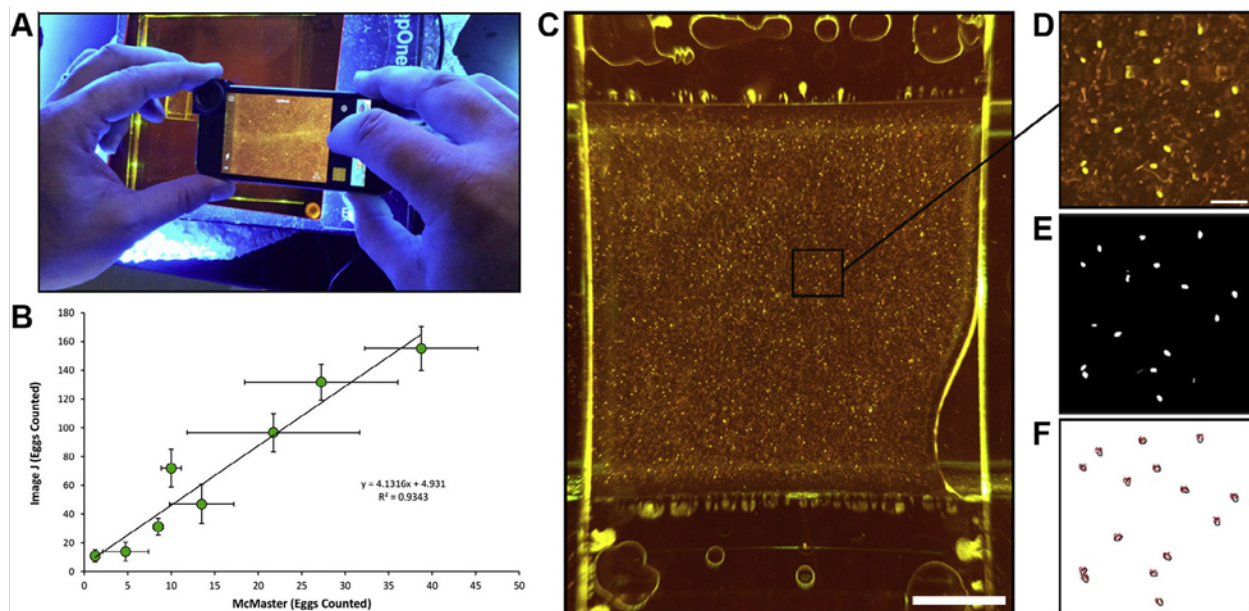 A
ppOne
B
180
160
140
120
100
80
60
40
20
0
Image J (Eggs Counted)
y = 4.1316x + 4.931
R² = 0.9343
0 5 10 15 20 25 30 35 40 45 50
McMaster (Eggs Counted)
C
D
E
F